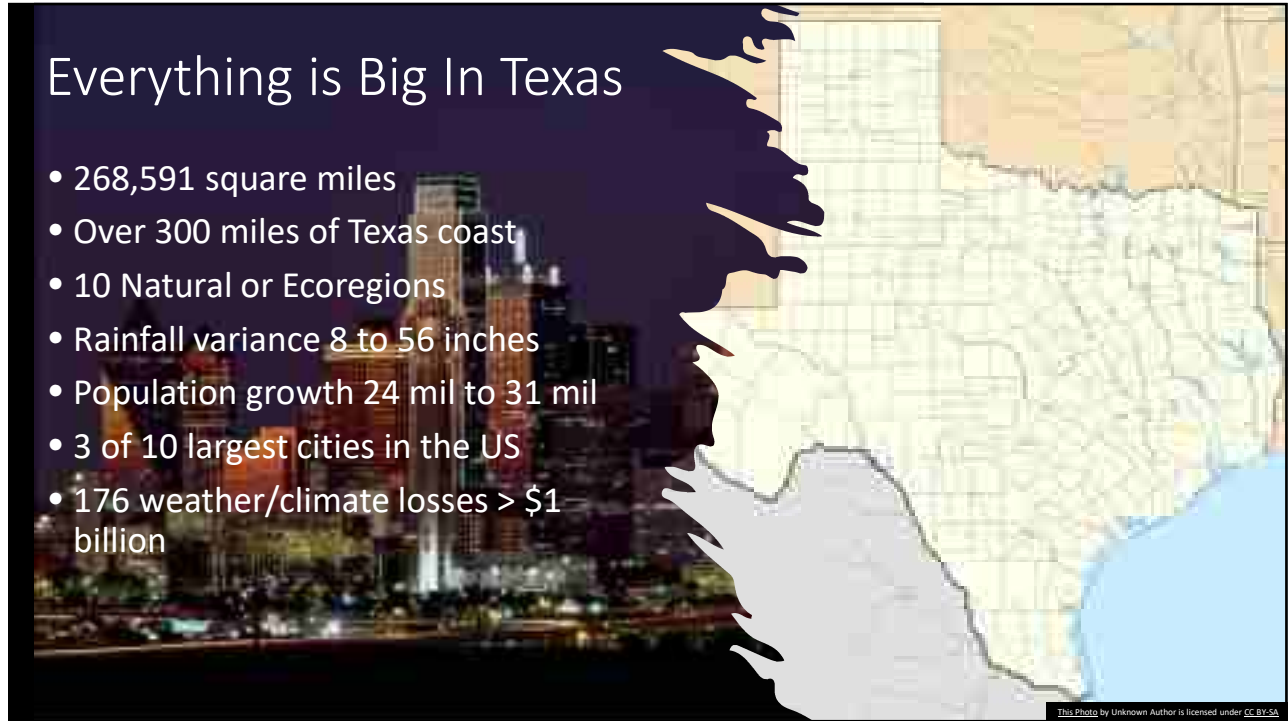 Everything is Big In Texas
• 268,591 square miles
• Over 300 miles of Texas coast
• 10 Natural or Ecoregions
• Rainfall variance 8 to 56 inches
• Population growth 24 mil to 31 mil
• 3 of 10 largest cities in the US
• 176 weather/climate losses > $1
billion
This Photo by Unknown Author is licensed under CC BY-SA